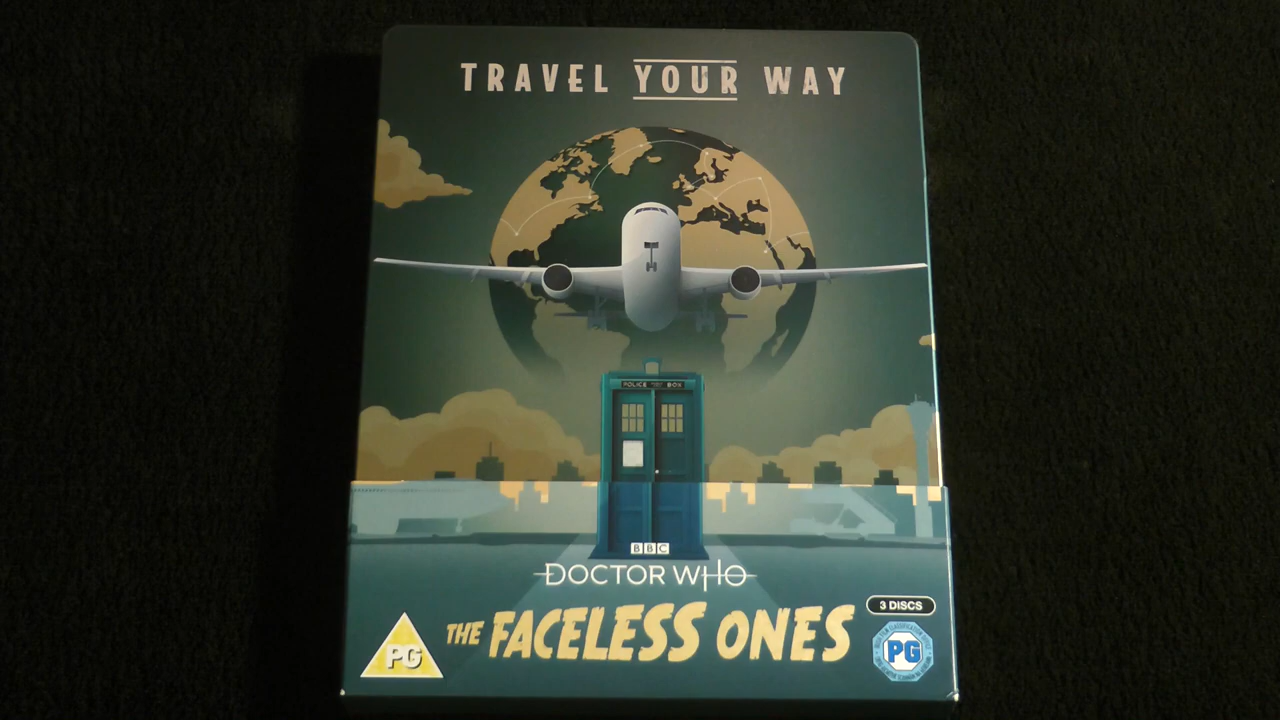 TRAVEL YOUR WAY
POLICE BOX
BBC
DOCTOR WHO
THE FACELESS ONES
3 DISCS
PG
PG